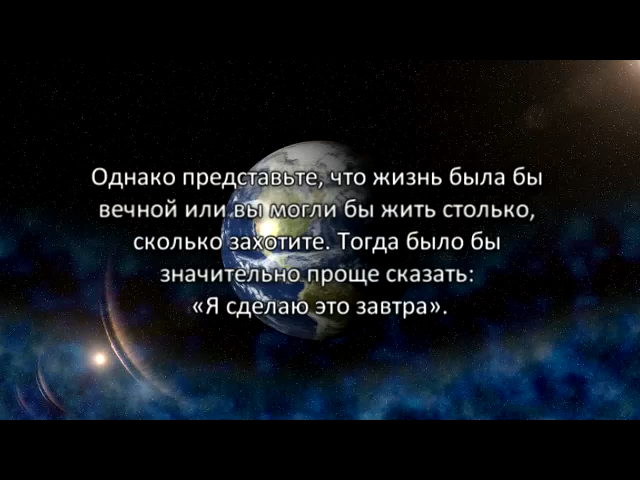 Однако представьте, что жизнь была бы
вечной или вы могли бы жить столько,
сколько захотите. Тогда было бы
значительно проще сказать:
«Я сделаю это завтра».